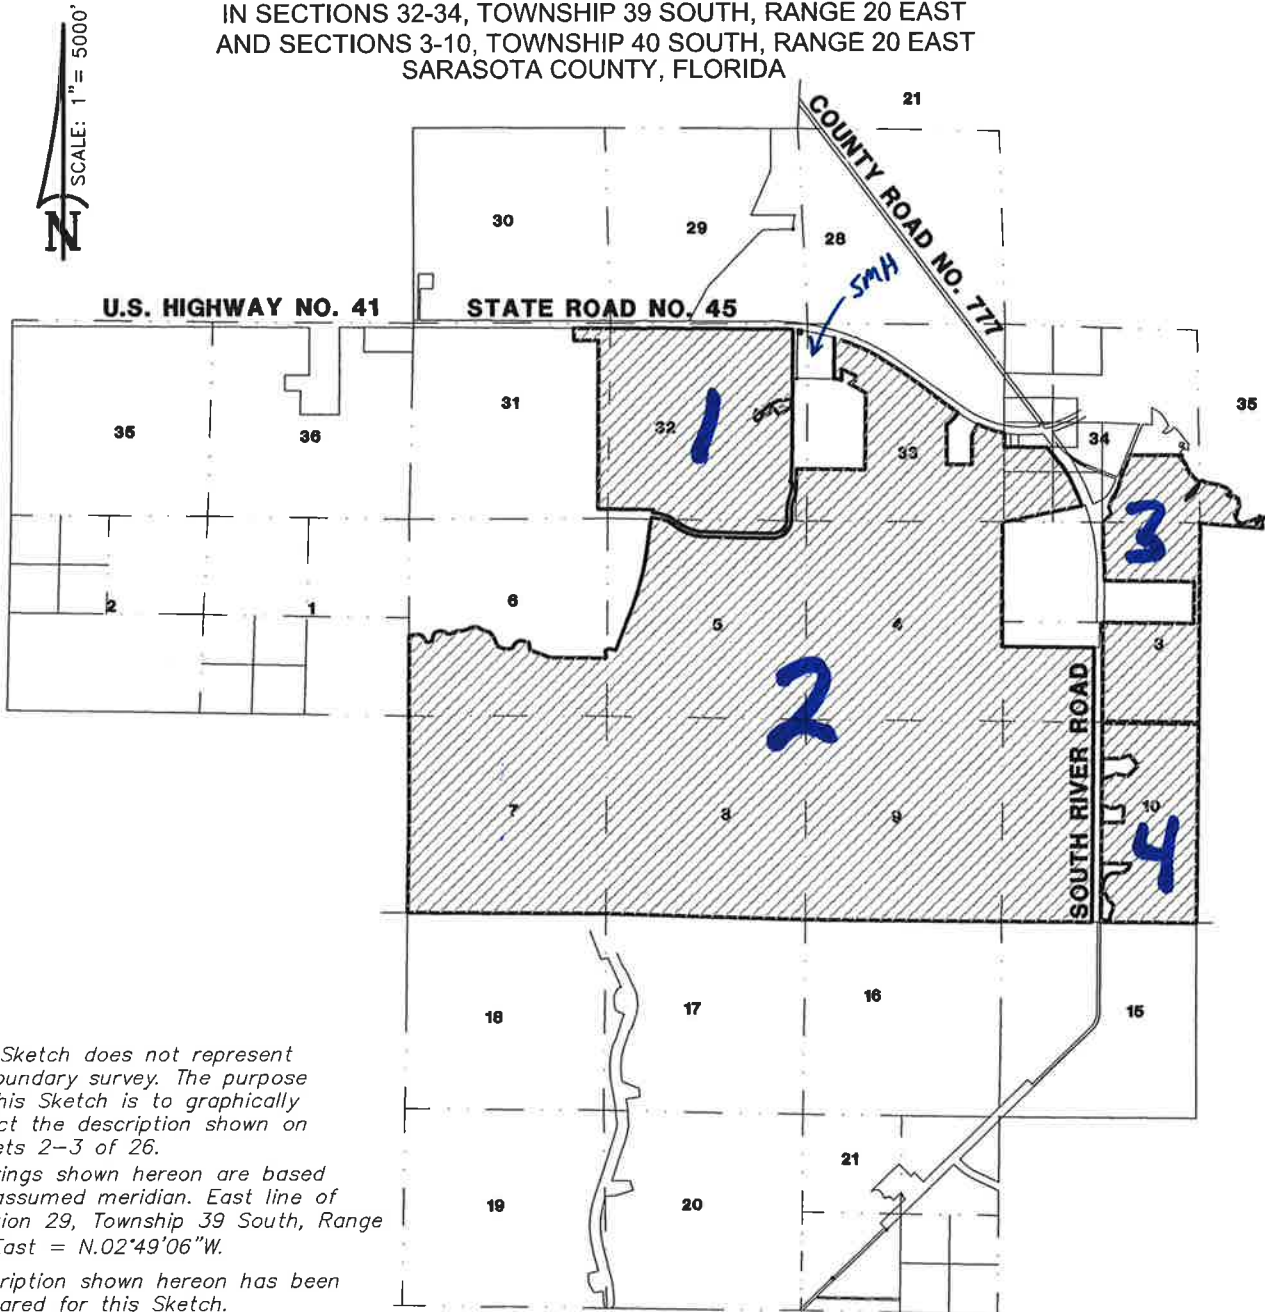 IN SECTIONS 32-34, TOWNSHIP 39 SOUTH, RANGE 20 EAST
AND SECTIONS 3-10, TOWNSHIP 40 SOUTH, RANGE 20 EAST
SARASOTA COUNTY, FLORIDA
SCALE: 1"= 5000'
N
21
COUNTY ROAD NO. 777
30
29
28
SMH
U.S. HIGHWAY NO. 41
STATE ROAD NO. 45
35
36
31
32
1
33
34
35
3
2
1
6
5
4
3
2
SOUTH RIVER ROAD
7
8
9
10
4
18
17
16
15
Sketch does not represent
oundary survey. The purpose
his Sketch is to graphically
ct the description shown on
ets 2-3 of 26.
rings shown hereon are based
assumed meridian. East line of
ion 29, Township 39 South, Range
East = N.02°49'06"W.
ription shown hereon has been
ared for this Sketch.
19
20
21